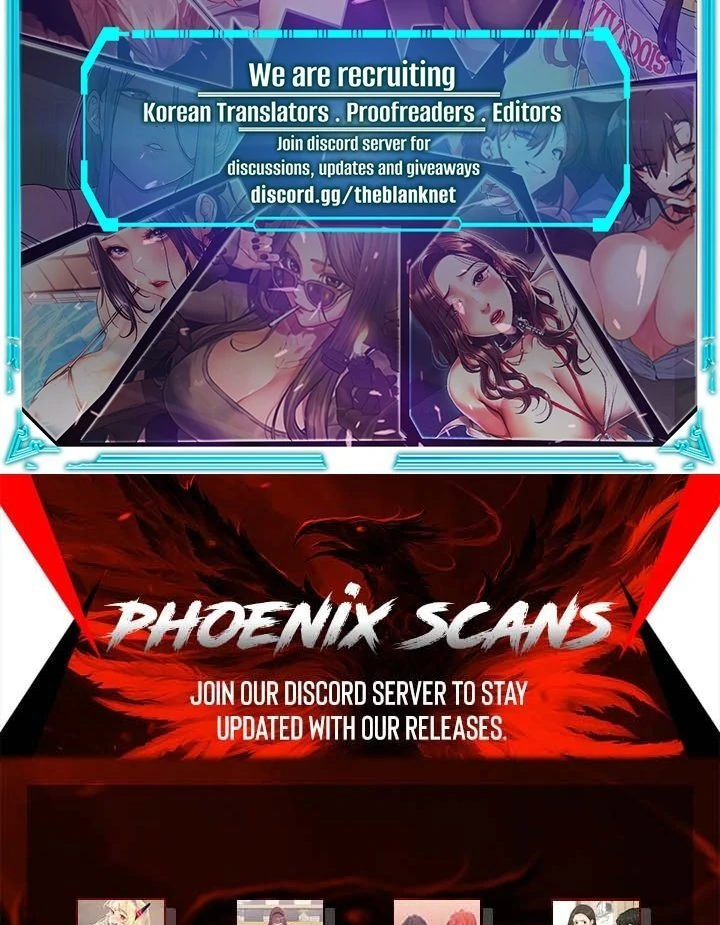 VIVIDOTS
We are recruiting
Korean Translators . Proofreaders . Editors
Join discord server for
discussions, updates and giveaways
discord.gg/theblanknet
PHOENIX SCANS
JOIN OUR DISCORD SERVER TO STAY
UPDATED WITH OUR RELEASES.